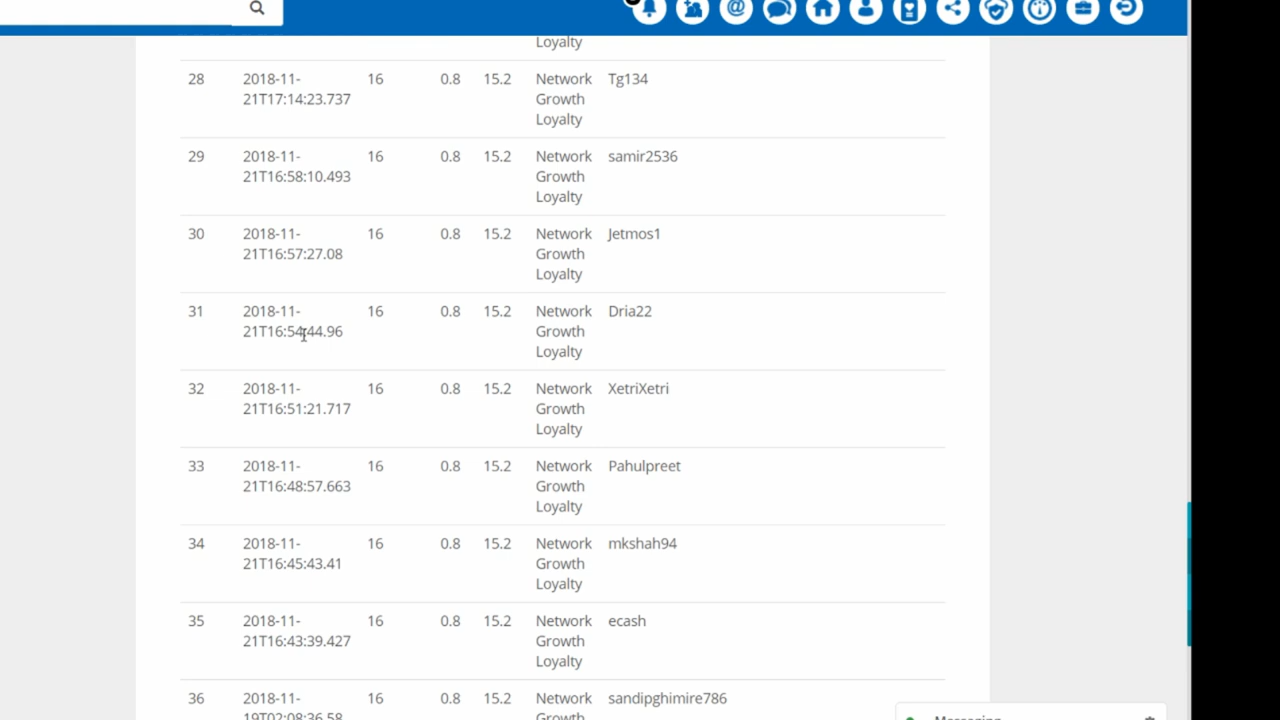 Loyalty
28 2018-11- 16 0.8 15.2 Network Tg134
21T17:14:23.737 Growth
Loyalty
29 2018-11- 16 0.8 15.2 Network samir2536
21T16:58:10.493 Growth
Loyalty
30 2018-11- 16 0.8 15.2 Network Jetmos1
21T16:57:27.08 Growth
Loyalty
31 2018-11- 16 0.8 15.2 Network Dria22
21T16:54:44.96 Growth
Loyalty
32 2018-11- 16 0.8 15.2 Network XetriXetri
21T16:51:21.717 Growth
Loyalty
33 2018-11- 16 0.8 15.2 Network Pahulpreet
21T16:48:57.663 Growth
Loyalty
34 2018-11- 16 0.8 15.2 Network mkshah94
21T16:45:43.41 Growth
Loyalty
35 2018-11- 16 0.8 15.2 Network ecash
21T16:43:39.427 Growth
Loyalty
36 2018-11- 16 0.8 15.2 Network sandipghimire786
19T02:08:36.58 Growth
Messaging